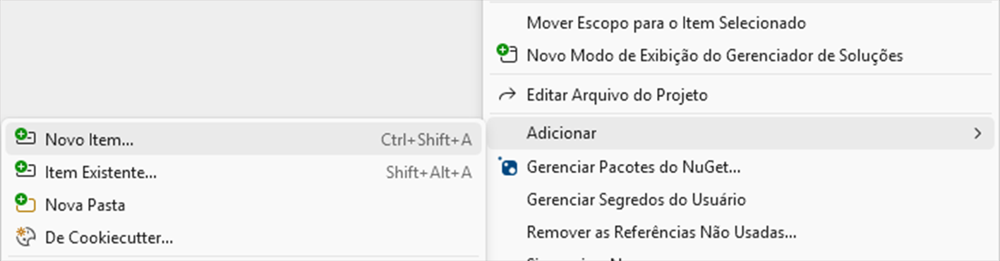 Mover Escopo para o Item Selecionado
Novo Modo de Exibição do Gerenciador de Soluções
Editar Arquivo do Projeto
Adicionar
Gerenciar Pacotes do NuGet...
Gerenciar Segredos do Usuário
Remover as Referências Não Usadas...
Novo Item... Ctrl+Shift+A
Item Existente... Shift+Alt+A
Nova Pasta
De Cookiecutter...